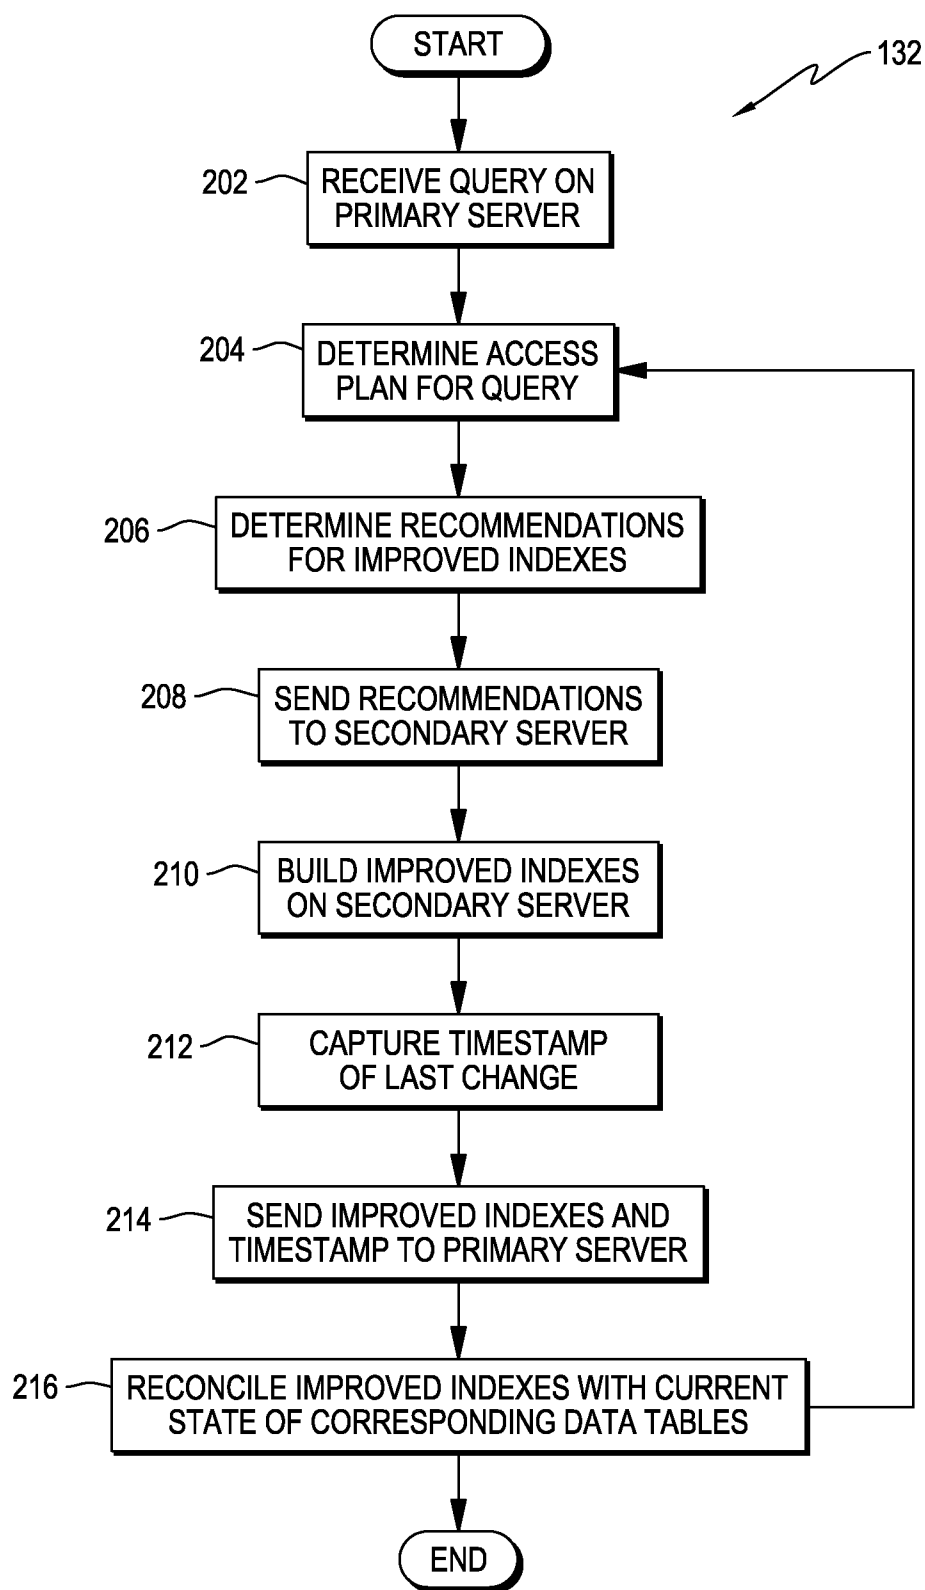 START
132
202
RECEIVE QUERY ON
PRIMARY SERVER
204
DETERMINE ACCESS
PLAN FOR QUERY
206
DETERMINE RECOMMENDATIONS
FOR IMPROVED INDEXES
208
SEND RECOMMENDATIONS
TO SECONDARY SERVER
210
BUILD IMPROVED INDEXES
ON SECONDARY SERVER
212
CAPTURE TIMESTAMP
OF LAST CHANGE
214
SEND IMPROVED INDEXES AND
TIMESTAMP TO PRIMARY SERVER
216
RECONCILE IMPROVED INDEXES WITH CURRENT
STATE OF CORRESPONDING DATA TABLES
END